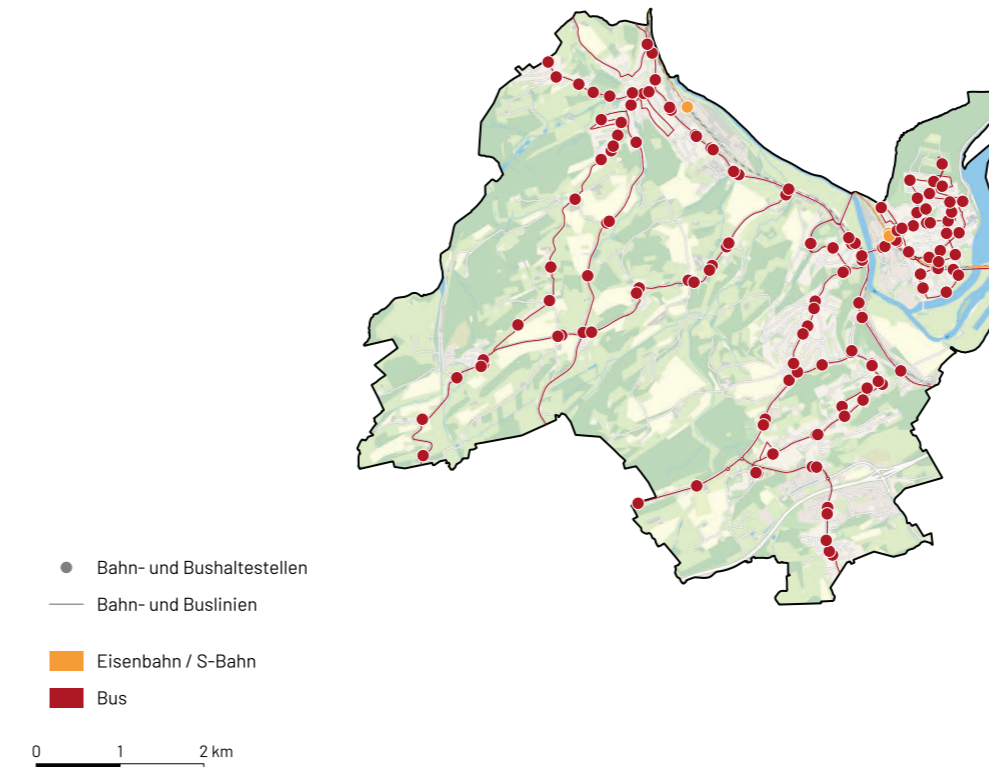 Bahn- und Bushaltestellen
Bahn- und Buslinien
Eisenbahn / S-Bahn
Bus
0 1 2 km